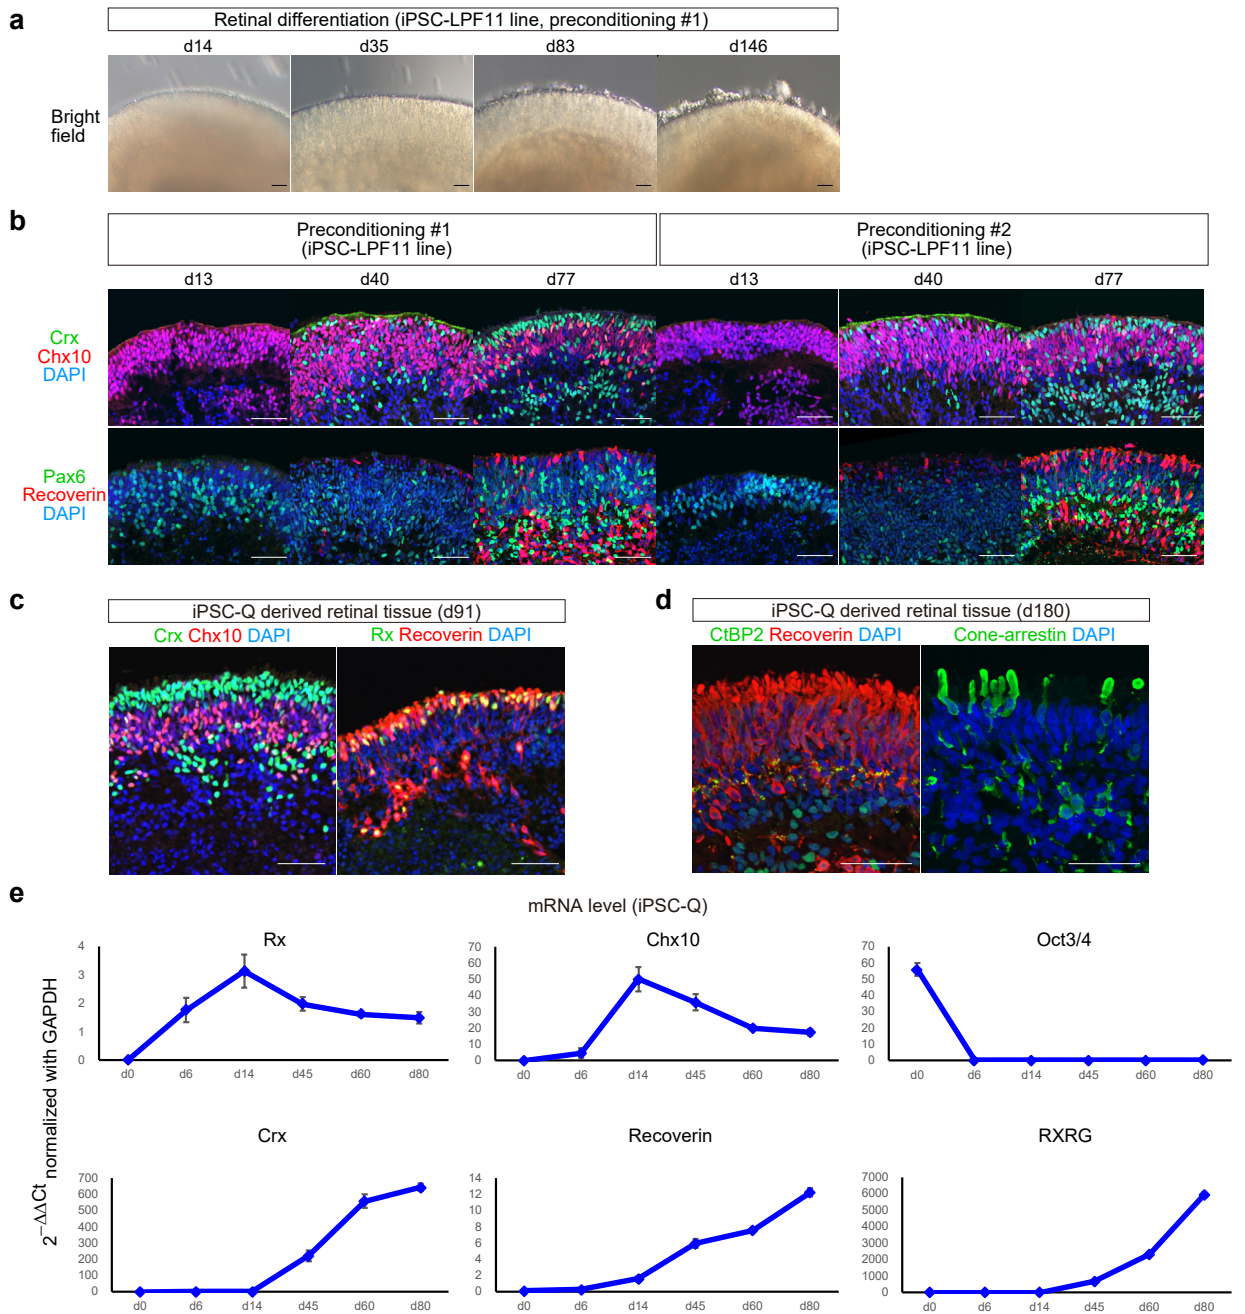 a
Retinal differentiation (iPSC-LPF11 line, preconditioning #1)
d14 d35 d83 d146
Bright
field
b
Preconditioning #1
(iPSC-LPF11 line)
Preconditioning #2
(iPSC-LPF11 line)
d13 d40 d77 d13 d40 d77
Crx
Chx10
DAPI
Pax6
Recoverin
DAPI
c
iPSC-Q derived retinal tissue (d91)
Crx Chx10 DAPI Rx Recoverin DAPI
d
iPSC-Q derived retinal tissue (d180)
CtBP2 Recoverin DAPI Cone-arrestin DAPI
e
mRNA level (iPSC-Q)
2^−ΔΔCt normalized with GAPDH
Rx
4
3
2
1
0
d0 d6 d14 d45 d60 d80
Chx10
70
60
50
40
30
20
10
0
d0 d6 d14 d45 d60 d80
Oct3/4
70
60
50
40
30
20
10
0
d0 d6 d14 d45 d60 d80
Crx
700
600
500
400
300
200
100
0
d0 d6 d14 d45 d60 d80
Recoverin
14
12
10
8
6
4
2
0
d0 d6 d14 d45 d60 d80
RXRG
7000
6000
5000
4000
3000
2000
1000
0
d0 d6 d14 d45 d60 d80